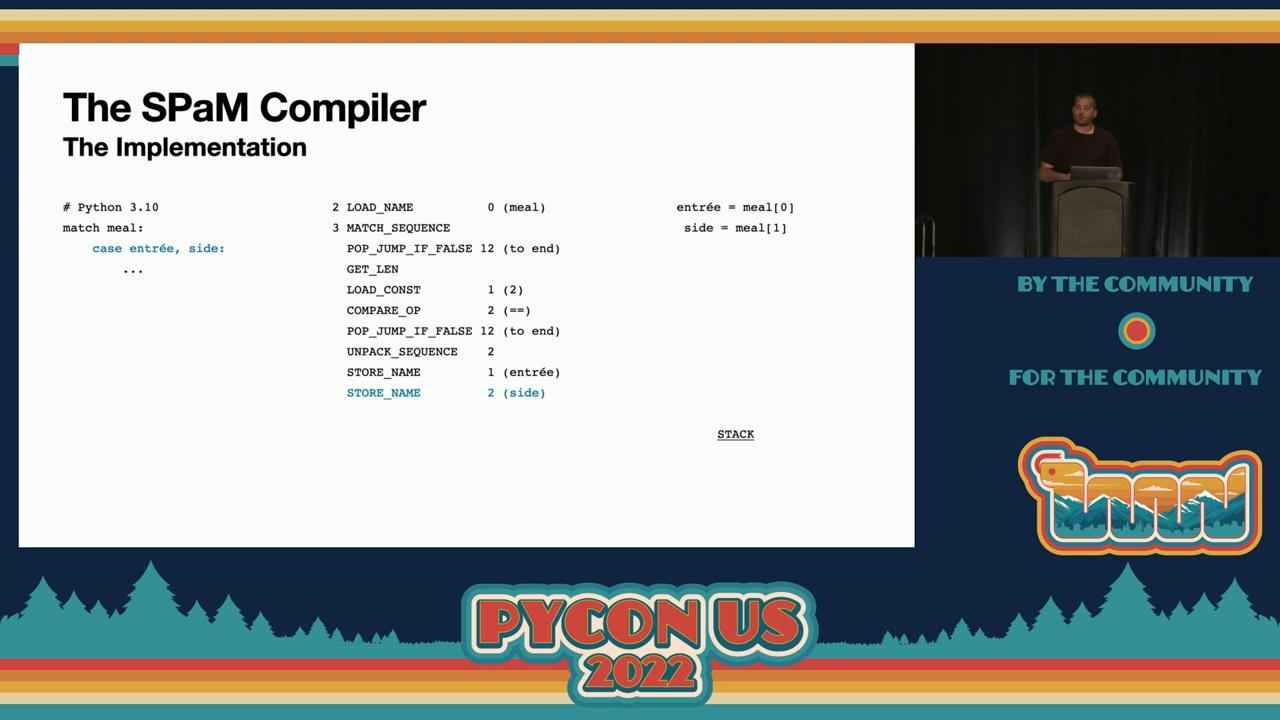 The SPaM Compiler
The Implementation
# Python 3.10
match meal:
case entrée, side:
...
2 LOAD_NAME 0 (meal)
3 MATCH_SEQUENCE
POP_JUMP_IF_FALSE 12 (to end)
GET_LEN
LOAD_CONST 1 (2)
COMPARE_OP 2 (==)
POP_JUMP_IF_FALSE 12 (to end)
UNPACK_SEQUENCE 2
STORE_NAME 1 (entrée)
STORE_NAME 2 (side)
entrée = meal[0]
side = meal[1]
STACK
BY THE COMMUNITY
FOR THE COMMUNITY
PYCON US
2022